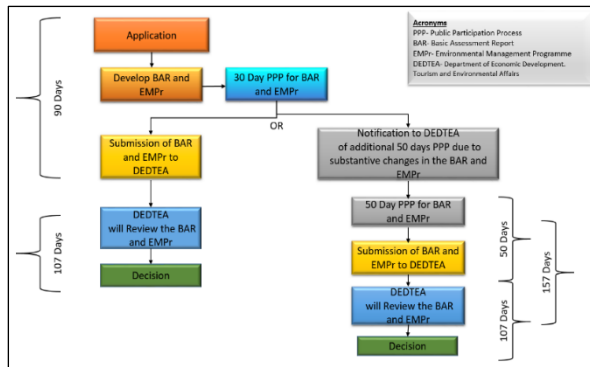 Acronyms
PPP- Public Participation Process
BAR- Basic Assessment Report
EMPr- Environmental Management Programme
DEDTEA- Department of Economic Development.
Tourism and Environmental Affairs
Application
Develop BAR and
EMPr
30 Day PPP for BAR
and EMPr
90 Days
OR
Submission of BAR
and EMPr to
DEDTEA
Notification to DEDTEA
of additional 50 days PPP due to
substantive changes in the BAR and
EMPr
DEDTEA
will Review the BAR
and EMPr
107 Days
Decision
50 Day PPP for BAR
and EMPr
50 Days
Submission of BAR and
EMPr to DEDTEA
157 Days
DEDTEA
will Review the BAR
and EMPr
107 Days
Decision